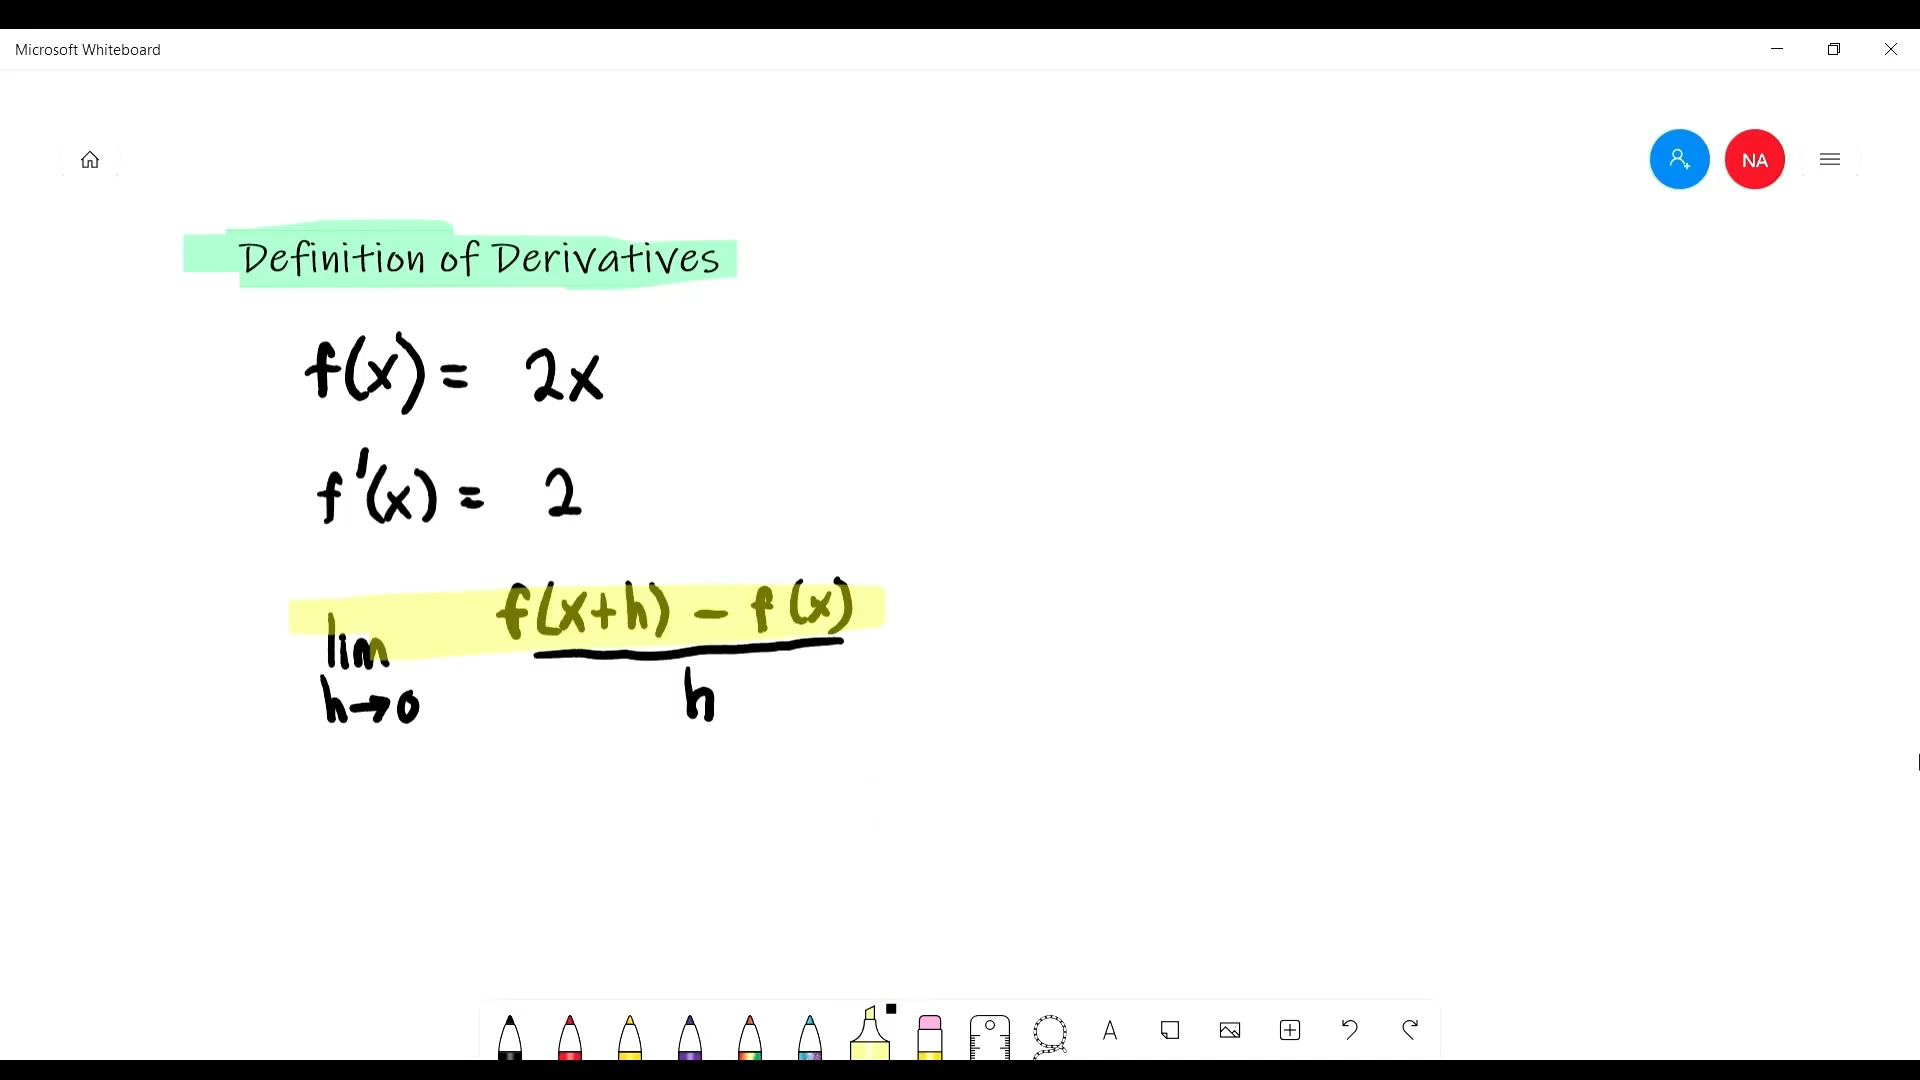 Microsoft Whiteboard
NA
Definition of Derivatives
f(x) = 2x
f'(x) = 2
lim h→0 f(x+h) - f(x)
h
A